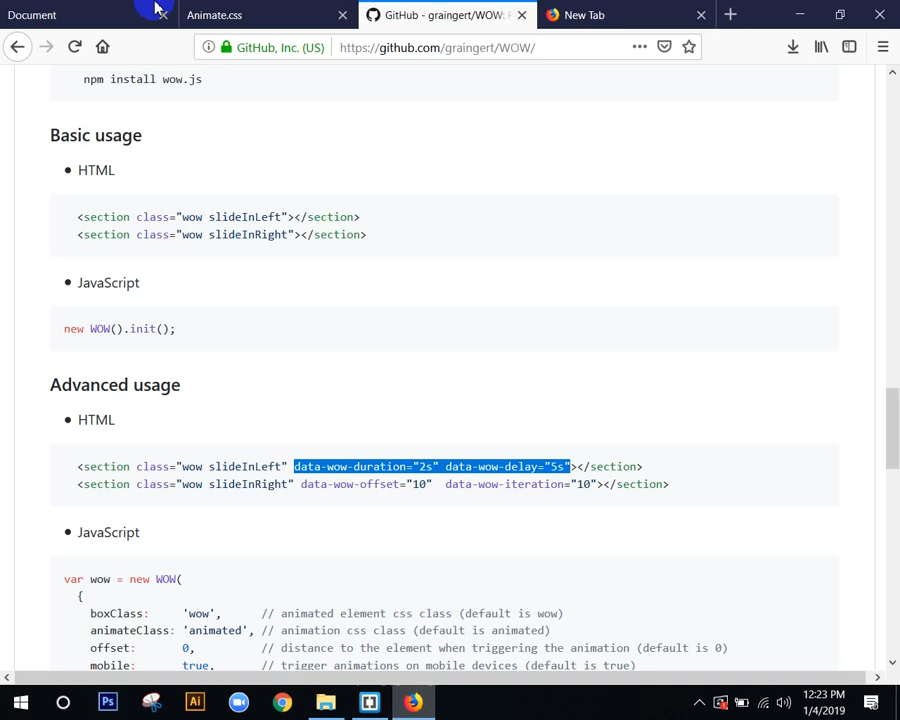 Document
Animate.css
GitHub - graingert/WOW:
New Tab
GitHub, Inc. (US)
https://github.com/graingert/WOW/
npm install wow.js
Basic usage
HTML
<section class="wow slideInLeft"></section>
<section class="wow slideInRight"></section>
JavaScript
new WOW().init();
Advanced usage
HTML
<section class="wow slideInLeft" data-wow-duration="2s" data-wow-delay="5s"></section>
<section class="wow slideInRight" data-wow-offset="10"  data-wow-iteration="10"></section>
JavaScript
var wow = new WOW(
{
boxClass:     'wow',      // animated element css class (default is wow)
animateClass: 'animated', // animation css class (default is animated)
offset:       0,          // distance to the element when triggering the animation (default is 0)
mobile:       true,       // trigger animations on mobile devices (default is true)
Ps
Ai
12:23 PM
1/4/2019